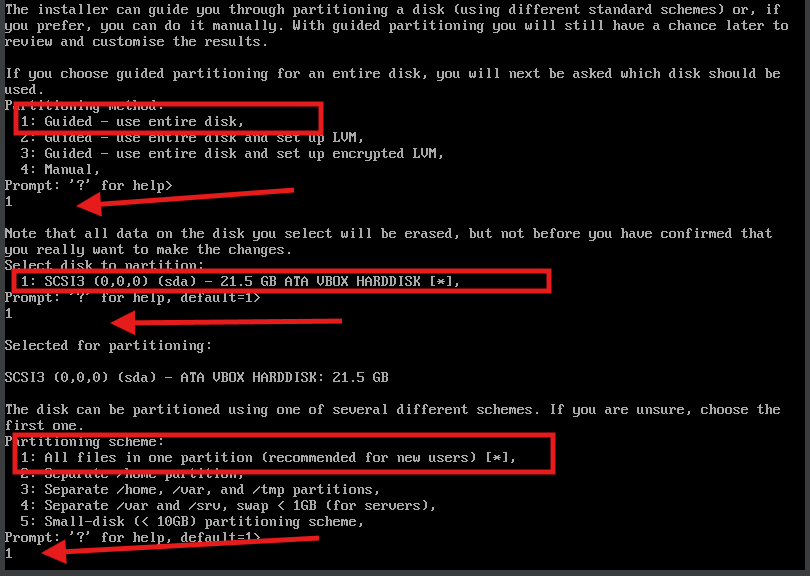 The installer can guide you through partitioning a disk (using different standard schemes) or, if
you prefer, you can do it manually. With guided partitioning you will still have a chance later to
review and customise the results.
If you choose guided partitioning for an entire disk, you will next be asked which disk should be
used.
Partitioning method:
1: Guided - use entire disk,
2: Guided - use entire disk and set up LVM,
3: Guided - use entire disk and set up encrypted LVM,
4: Manual,
Prompt: '?' for help>
1
Note that all data on the disk you select will be erased, but not before you have confirmed that
you really want to make the changes.
Select disk to partition:
1: SCSI3 (0,0,0) (sda) - 21.5 GB ATA VBOX HARDDISK [*],
Prompt: '?' for help, default=1>
1
Selected for partitioning:
SCSI3 (0,0,0) (sda) - ATA VBOX HARDDISK: 21.5 GB
The disk can be partitioned using one of several different schemes. If you are unsure, choose the
first one.
Partitioning scheme:
1: All files in one partition (recommended for new users) [*],
2: Separate /home partition,
3: Separate /home, /var, and /tmp partitions,
4: Separate /var and /srv, swap < 1GB (for servers),
5: Small-disk (< 10GB) partitioning scheme,
Prompt: '?' for help, default=1>
1